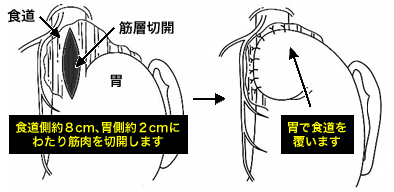 食道
筋層切開
胃
食道側約8cm、胃側約2cmに
わたり筋肉を切開します
胃で食道を
覆います